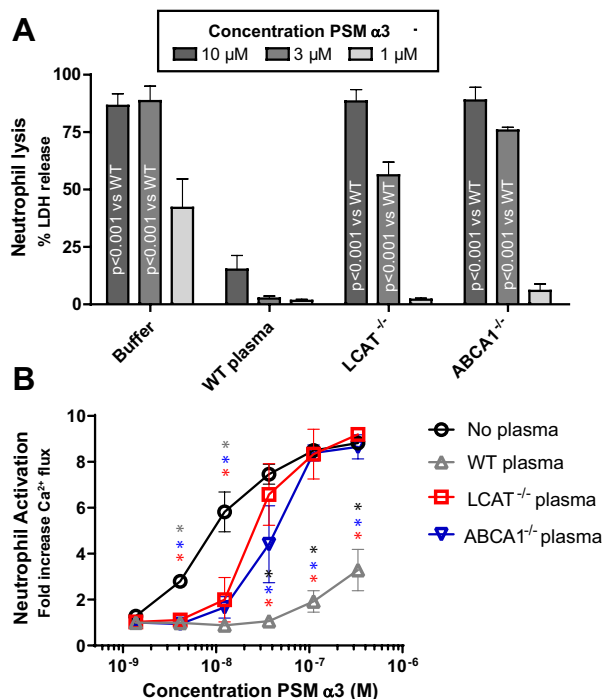 A
Concentration PSM α3 -
10 µM 3 µM 1 µM
Neutrophil lysis
% LDH release
100
75
50
25
0
p<0.001 vs WT
p<0.001 vs WT
p<0.001 vs WT
p<0.001 vs WT
p<0.001 vs WT
p<0.001 vs WT
Buffer
WT plasma
LCAT-/-
ABCA1-/-
B
Neutrophil Activation
Fold increase Ca2+ flux
10
8
6
4
2
0
***
***
***
***
***
10-9 10-8 10-7 10-6
Concentration PSM α3 (M)
No plasma
WT plasma
LCAT-/- plasma
ABCA1-/- plasma